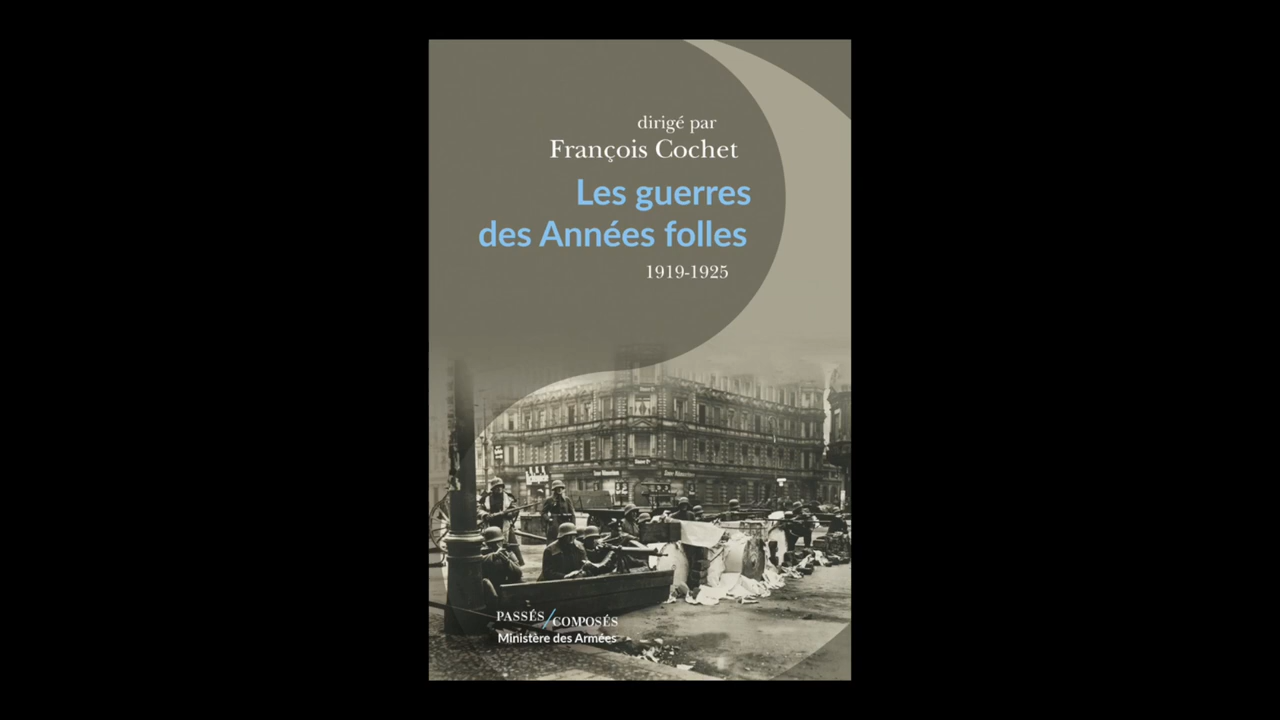 dirigé par
François Cochet
Les guerres
des Années folles
1919-1925
PASSÉS/COMPOSÉS
Ministère des Armées